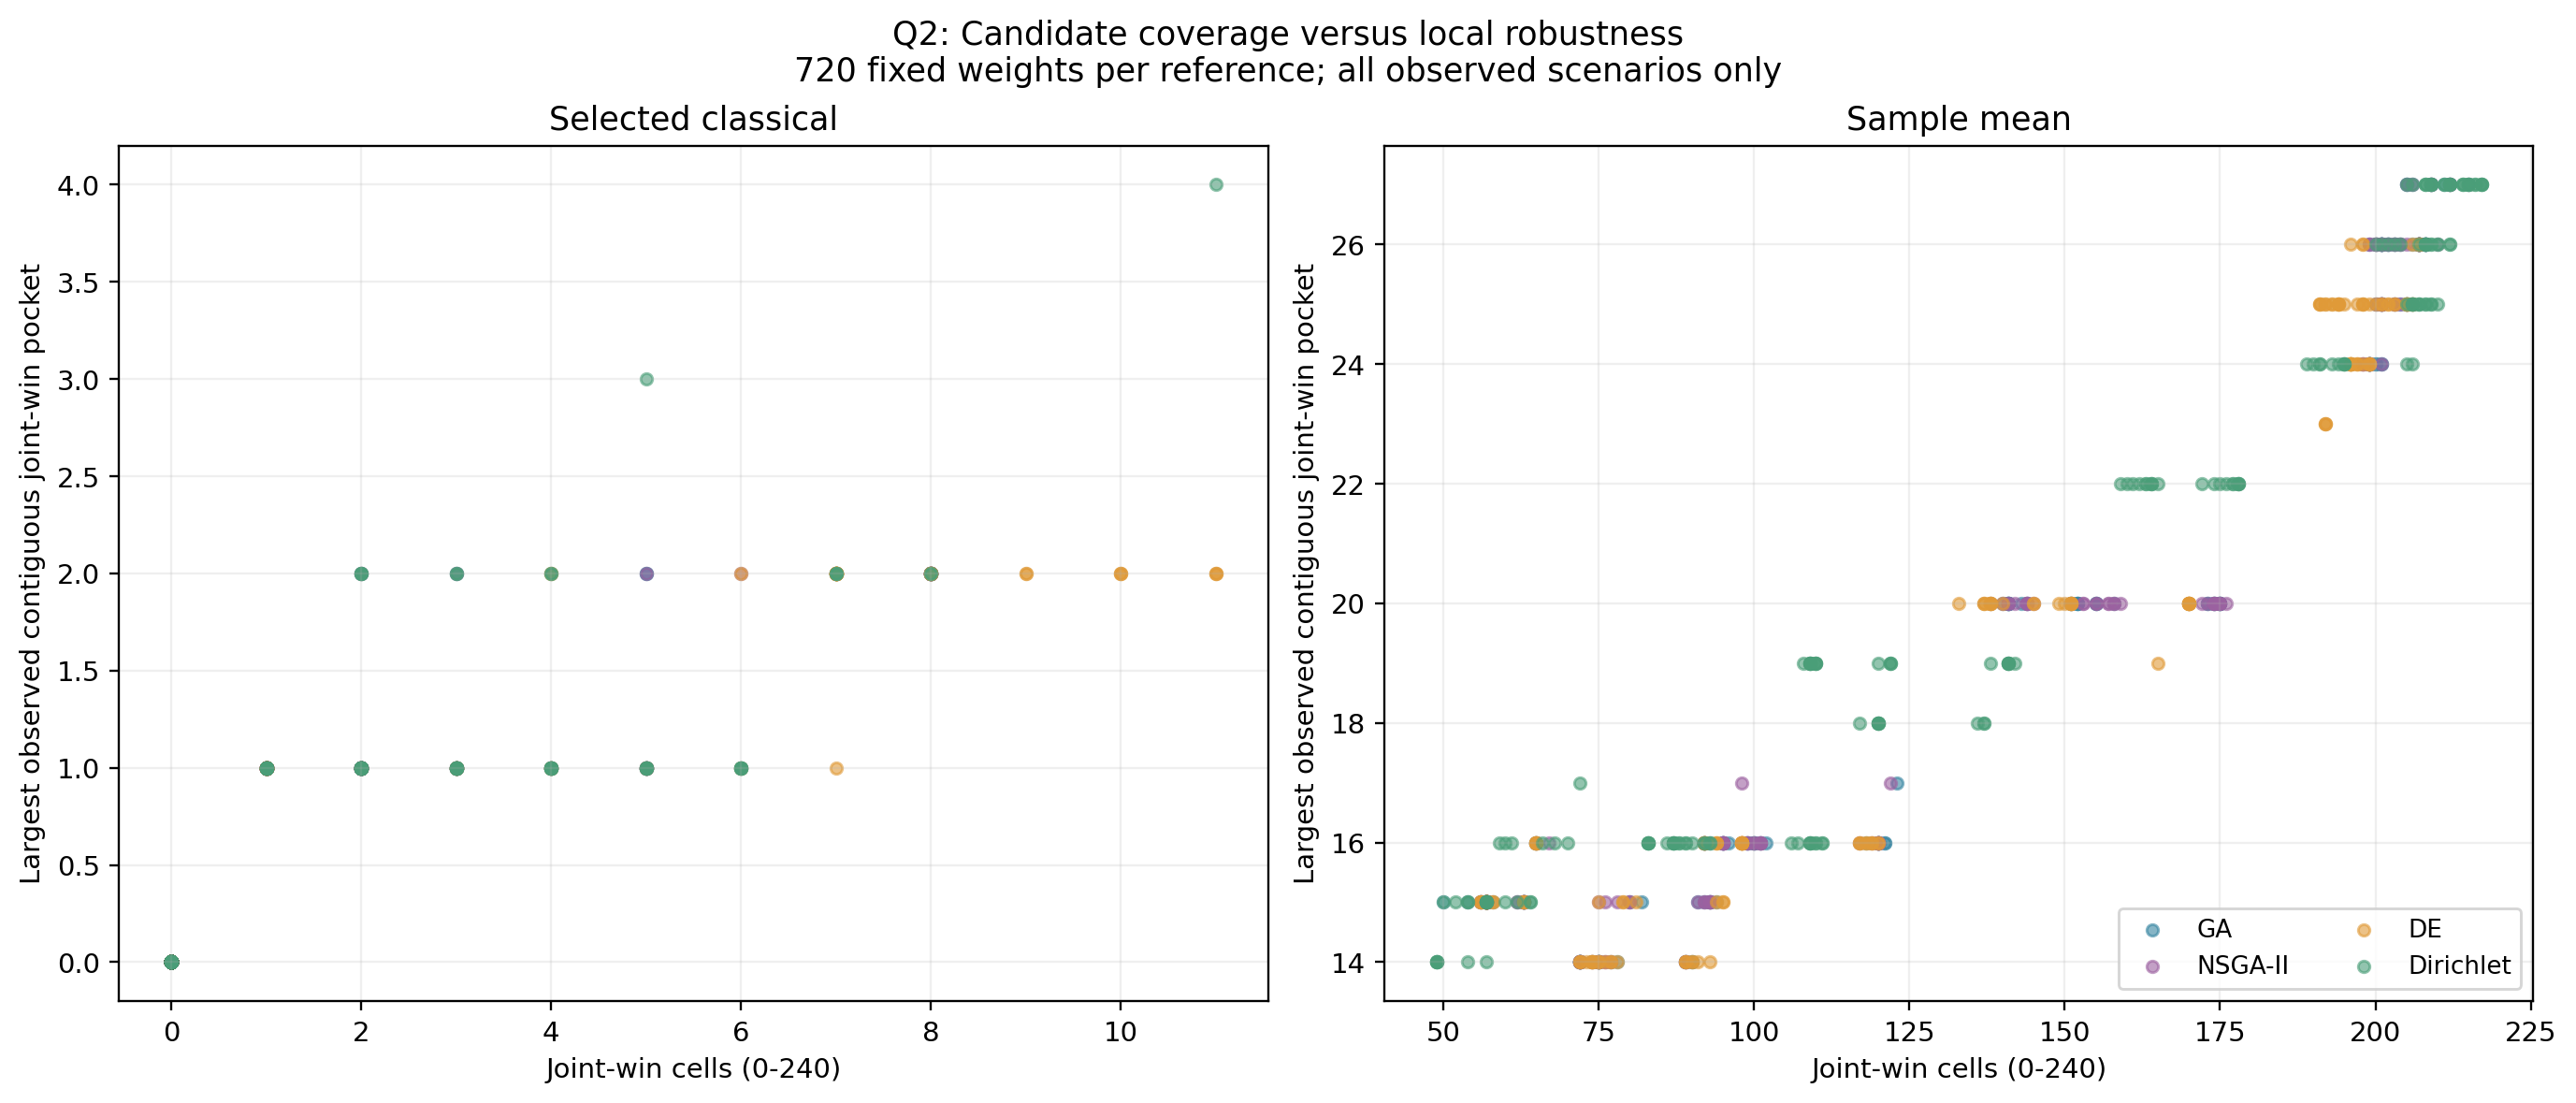 Q2: Candidate coverage versus local robustness
720 fixed weights per reference; all observed scenarios only
Selected classical
Largest observed contiguous joint-win pocket
4.0
3.5
3.0
2.5
2.0
1.5
1.0
0.5
0.0
0 2 4 6 8 10
Joint-win cells (0-240)
Sample mean
Largest observed contiguous joint-win pocket
26
24
22
20
18
16
14
50 75 100 125 150 175 200 225
Joint-win cells (0-240)
GA DE
NSGA-II Dirichlet